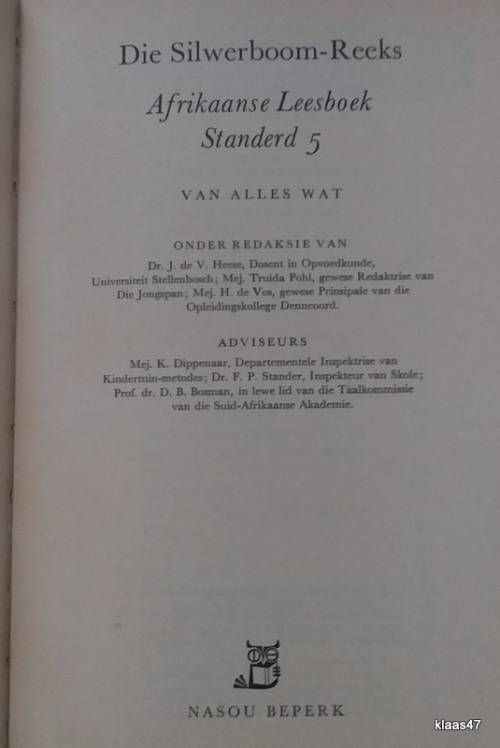 Die Silwerboom-Reeks
Afrikaanse Leesboek
Standerd 5
VAN ALLES WAT
ONDER REDAKSIE VAN
Dr. J. de V. Heese, Dosent in Opvoedkunde,
Universiteit Stellenbosch; Mej. Truida Pohl, gewese Redaktrise van
Die Jongspan; Mej. H. de Vos, gewese Prinsipale van die
Opleidingskollege Denneoord.
ADVISEURS
Mej. K. Dippenaar, Departementele Inspektrise van
Kindertuin-metodes; Dr. F. P. Stander, Inspekteur van Skole;
Prof. dr. D. B. Bosman, in lewe lid van die Taalkommissie
van die Suid-Afrikaanse Akademie.
NASOU BEPERK
klaas47